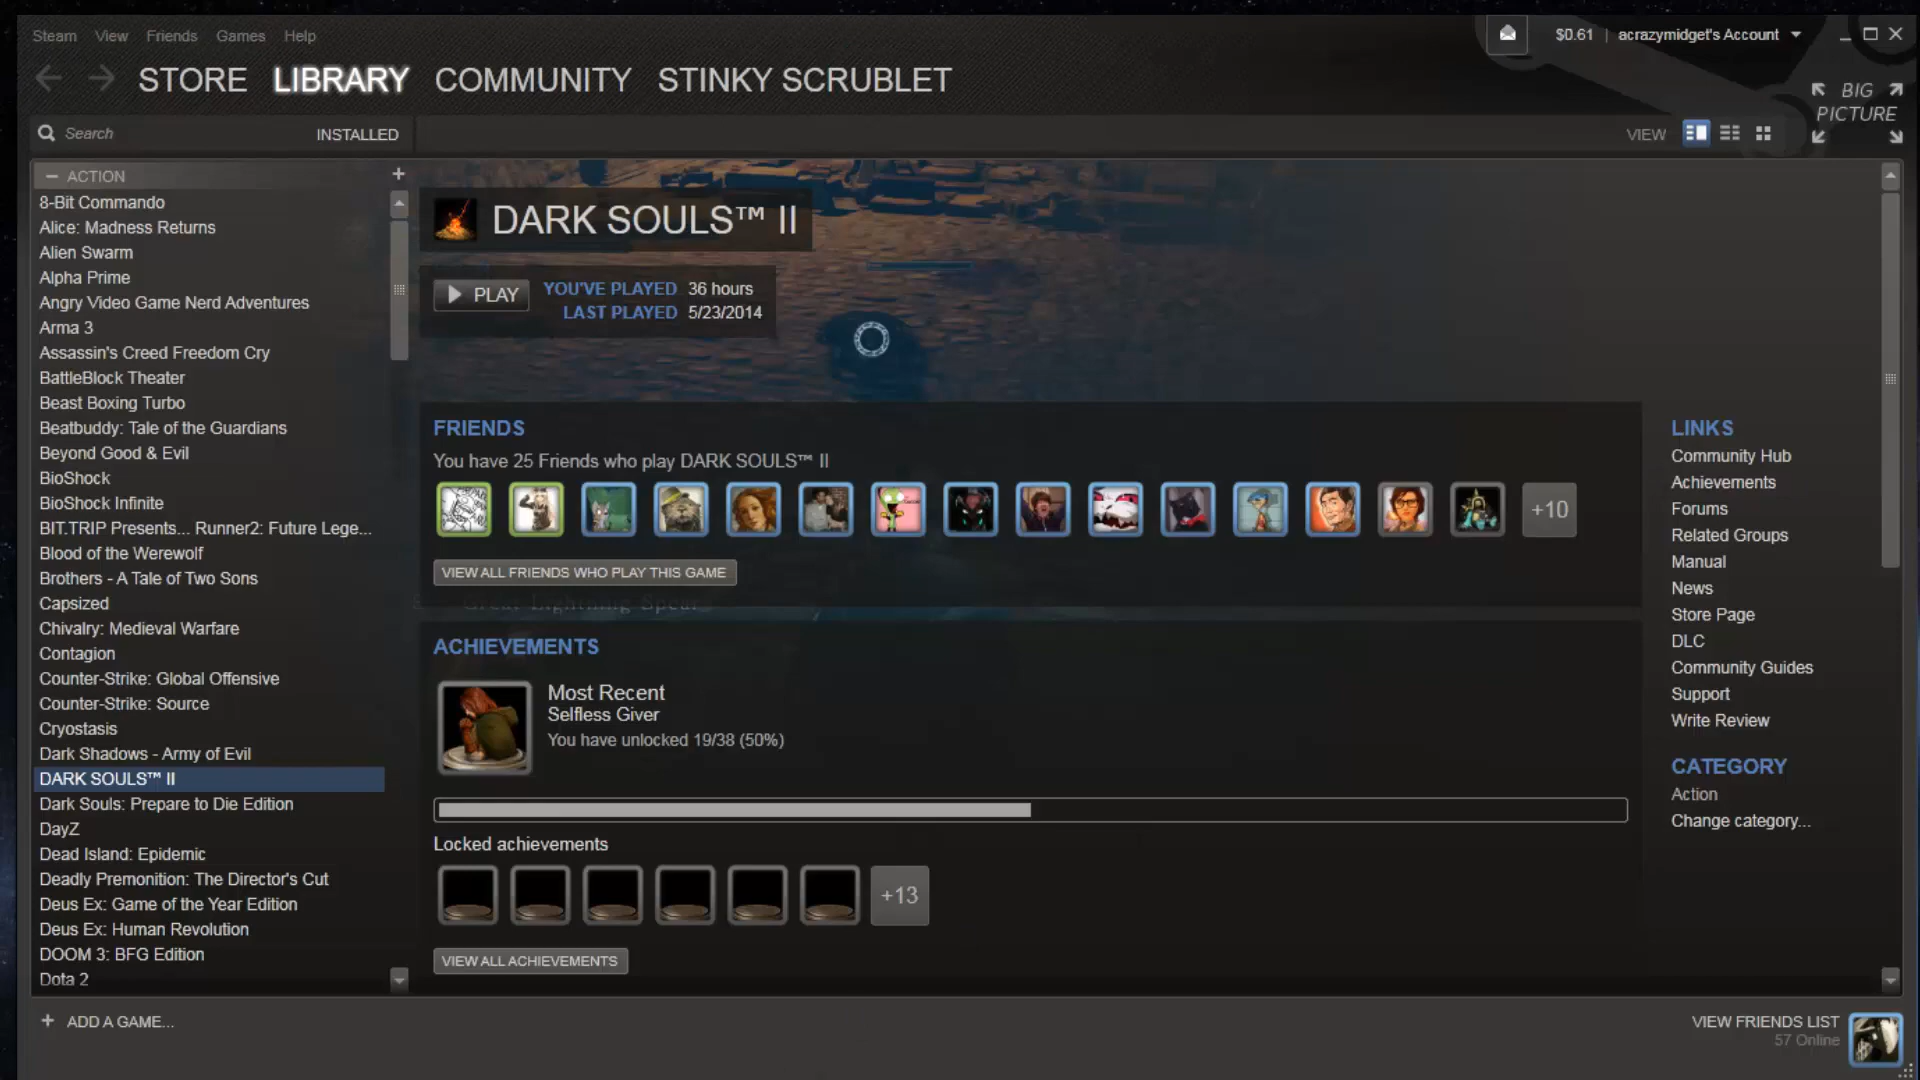 Steam View Friends Games Help
$0.61 | acrazymidget's Account
STORE LIBRARY COMMUNITY STINKY SCRUBLET
BIG PICTURE
Search INSTALLED
VIEW
— ACTION +
8-Bit Commando
Alice: Madness Returns
Alien Swarm
Alpha Prime
Angry Video Game Nerd Adventures
Arma 3
Assassin's Creed Freedom Cry
BattleBlock Theater
Beast Boxing Turbo
Beatbuddy: Tale of the Guardians
Beyond Good & Evil
BioShock
BioShock Infinite
BIT.TRIP Presents... Runner2: Future Lege...
Blood of the Werewolf
Brothers - A Tale of Two Sons
Capsized
Chivalry: Medieval Warfare
Contagion
Counter-Strike: Global Offensive
Counter-Strike: Source
Cryostasis
Dark Shadows - Army of Evil
DARK SOULS™ II
Dark Souls: Prepare to Die Edition
DayZ
Dead Island: Epidemic
Deadly Premonition: The Director's Cut
Deus Ex: Game of the Year Edition
Deus Ex: Human Revolution
DOOM 3: BFG Edition
Dota 2
+ ADD A GAME...
DARK SOULS™ II
PLAY
YOU'VE PLAYED 36 hours
LAST PLAYED 5/23/2014
FRIENDS
You have 25 Friends who play DARK SOULS™ II
+10
VIEW ALL FRIENDS WHO PLAY THIS GAME
Great Lightning Spear
ACHIEVEMENTS
Most Recent
Selfless Giver
You have unlocked 19/38 (50%)
Locked achievements
+13
VIEW ALL ACHIEVEMENTS
LINKS
Community Hub
Achievements
Forums
Related Groups
Manual
News
Store Page
DLC
Community Guides
Support
Write Review
CATEGORY
Action
Change category...
VIEW FRIENDS LIST
57 Online